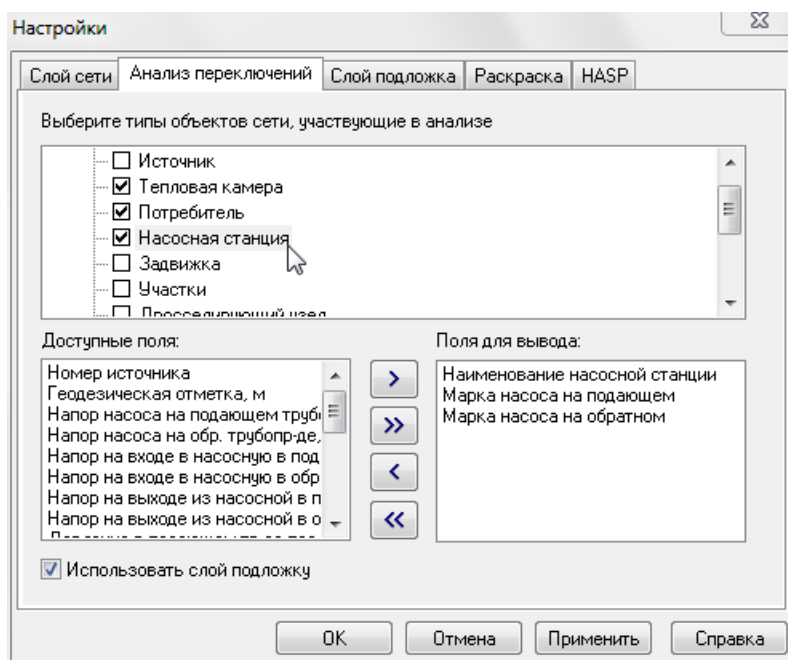 Настройки
Слой сети Анализ переключений Слой подложка Раскраска HASP
Выберите типы объектов сети, участвующие в анализе
Источник
Тепловая камера
Потребитель
Насосная станция
Задвижка
Участки
Дросселирующий узел
Доступные поля:
Номер источника
Геодезическая отметка, м
Напор насоса на подающем труб
Напор насоса на обр. трубопр-де,
Напор на входе в насосную в под
Напор на входе в насосную в обр
Напор на выходе из насосной в п
Напор на выходе из насосной в о
>
>>
<
<<
Поля для вывода:
Наименование насосной станции
Марка насоса на подающем
Марка насоса на обратном
Использовать слой подложку
OK Отмена Применить Справка